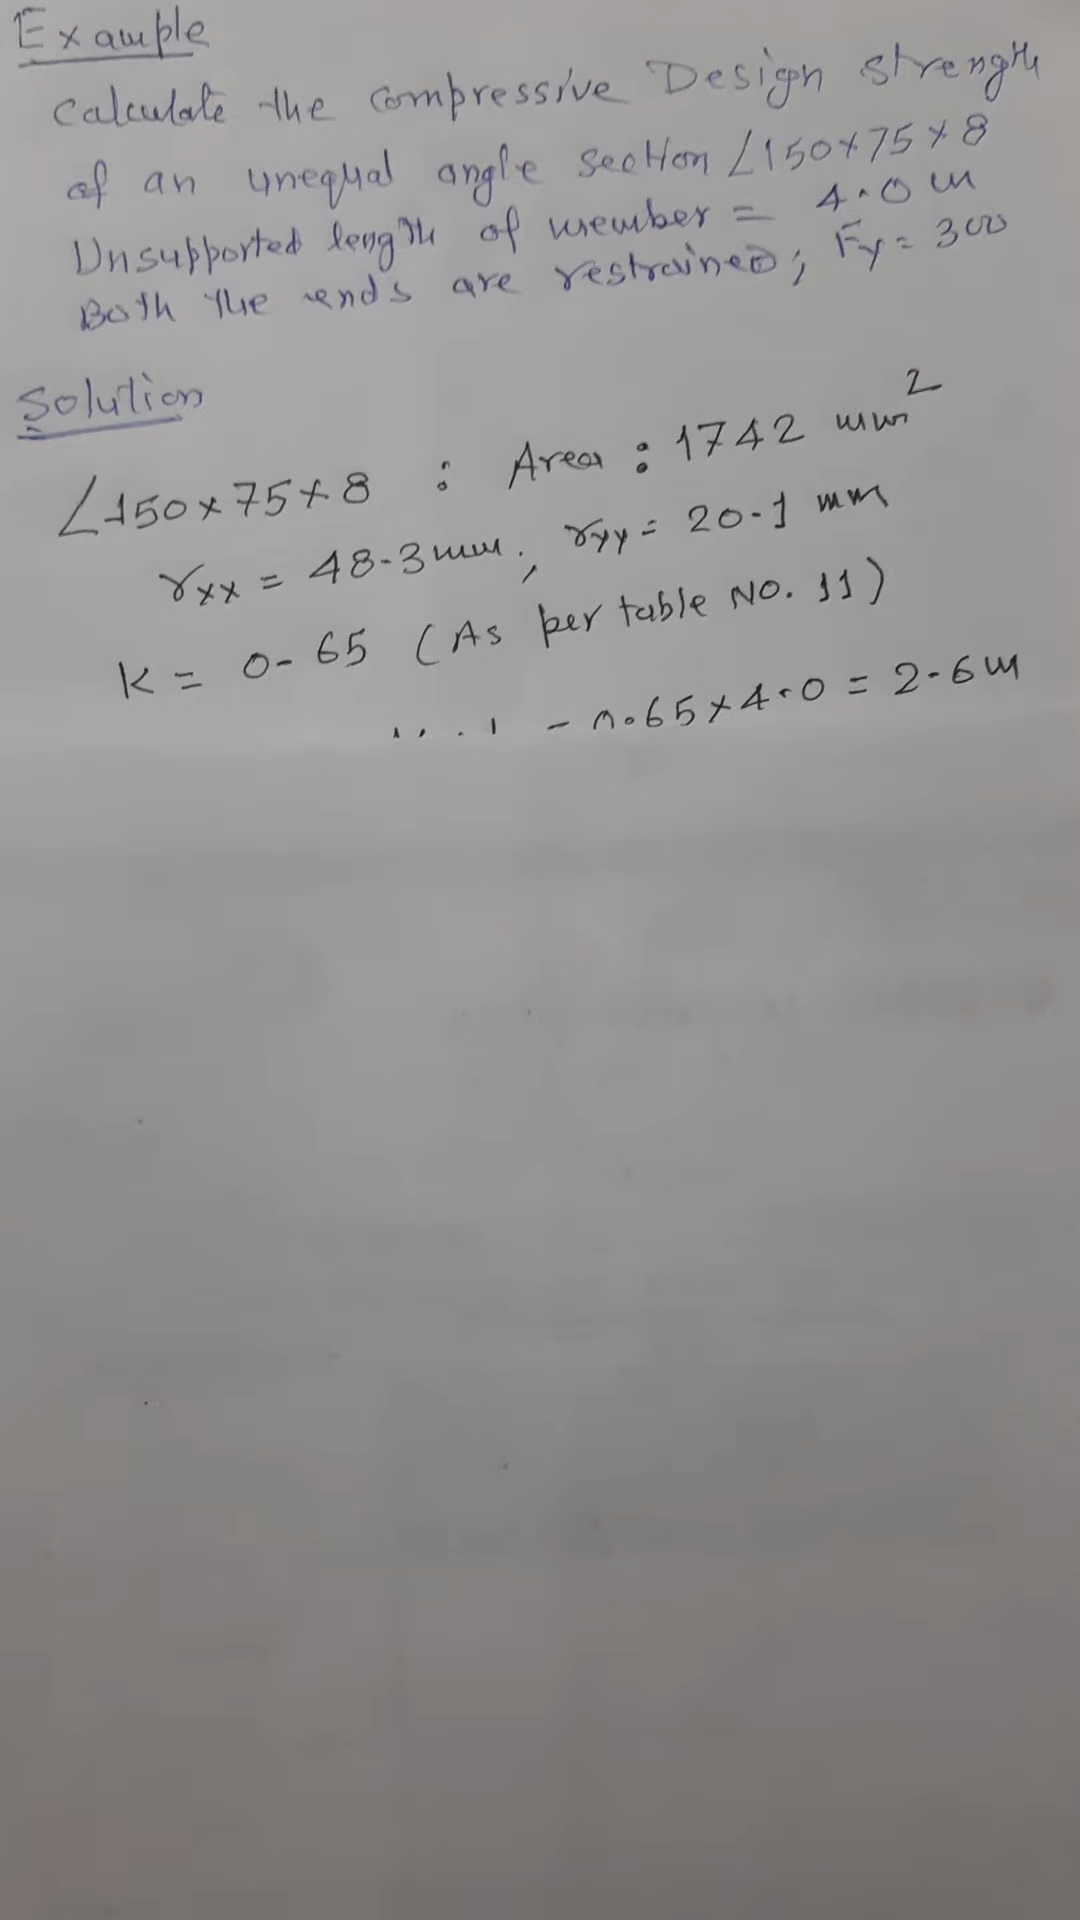 Example
Calculate the compressive Design strength
of an unequal angle section ∠150×75×8
Unsupported length of member = 4.0 m
Both the ends are restrained; Fy = 300
Solution
∠150×75×8 : Area : 1742 mm²
rxx = 48.3 mm, ryy = 20.1 mm
K = 0.65 (As per table NO. 11)
0.65×4.0 = 2.6 m